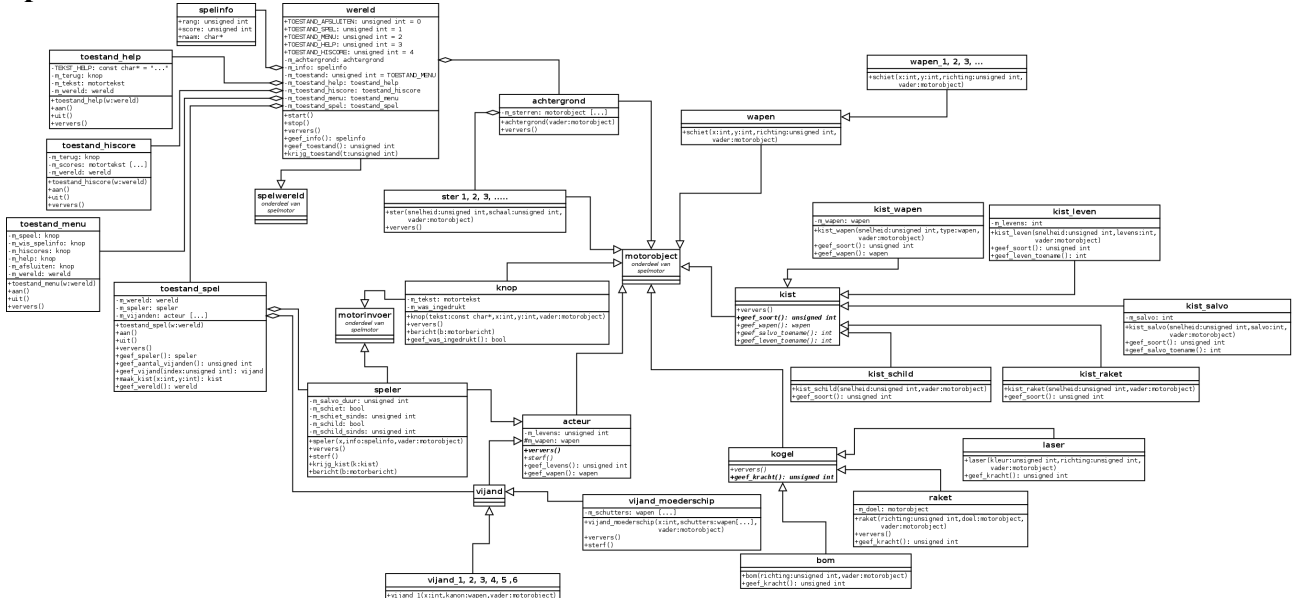 spelinfo
+rang: unsigned int
+score: unsigned int
+naam: char*
wereld
+TOESTAND_AFSLUITEN: unsigned int = 0
+TOESTAND_SPEL: unsigned int = 1
+TOESTAND_MENU: unsigned int = 2
+TOESTAND_HELP: unsigned int = 3
+TOESTAND_HISCORE: unsigned int = 4
-m_achtergrond: achtergrond
-m_info: spelinfo
-m_toestand: unsigned int = TOESTAND_MENU
-m_toestand_help: toestand_help
-m_toestand_hiscore: toestand_hiscore
-m_toestand_menu: toestand_menu
-m_toestand_spel: toestand_spel
+start()
+stop()
+ververs()
+geef_info(): spelinfo
+geef_toestand(): unsigned int
+krijg_toestand(t:unsigned int)
toestand_help
-TEKST_HELP: const char* = "..."
-m_terug: knop
-m_tekst: motortekst
-m_wereld: wereld
+toestand_help(w:wereld)
+aan()
+uit()
+ververs()
toestand_hiscore
-m_terug: knop
-m_scores: motortekst [...]
-m_wereld: wereld
+toestand_hiscore(w:wereld)
+aan()
+uit()
+ververs()
toestand_menu
-m_speel: knop
-m_wis_spelinfo: knop
-m_hiscores: knop
-m_help: knop
-m_afsluiten: knop
-m_wereld: wereld
+toestand_menu(w:wereld)
+aan()
+uit()
+ververs()
toestand_spel
-m_wereld: wereld
-m_speler: speler
-m_vijanden: acteur [...]
+toestand_spel(w:wereld)
+aan()
+uit()
+ververs()
+geef_speler(): speler
+geef_aantal_vijanden(): unsigned int
+geef_vijand(index:unsigned int): vijand
+maak_kist(x:int,y:int): kist
+geef_wereld(): wereld
spelwereld
onderdeel van
spelmotor
achtergrond
-m_sterren: motorobject [...]
+achtergrond(vader:motorobject)
+ververs()
ster 1, 2, 3, .....
+ster(snelheid:unsigned int,schaal:unsigned int,
vader:motorobject)
+ververs()
wapen_1, 2, 3, ...
+schiet(x:int,y:int,richting:unsigned int,
vader:motorobject)
wapen
+schiet(x:int,y:int,richting:unsigned int,
vader:motorobject)
motorobject
onderdeel van
spelmotor
knop
-m_tekst: motortekst
-m_was_ingedrukt
+knop(tekst:const char*,x:int,y:int,vader:motorobject)
+ververs()
+bericht(b:motorbericht)
+geef_was_ingedrukt(): bool
motorinvoer
onderdeel van
spelmotor
speler
-m_salvo_duur: unsigned int
-m_schiet: bool
-m_schiet_sinds: unsigned int
-m_schild: bool
-m_schild_sinds: unsigned int
+speler(x,info:spelinfo,vader:motorobject)
+ververs()
+sterf()
+krijg_kist(k:kist)
+bericht(b:motorbericht)
acteur
-m_levens: unsigned int
#m_wapen: wapen
+ververs()
+sterf()
+geef_levens(): unsigned int
+geef_wapen(): wapen
vijand
vijand_moederschip
-m_schutters: wapen [...]
+vijand_moederschip(x:int,schutters:wapen[...],
vader:motorobject)
+ververs()
+sterf()
vijand_1, 2, 3, 4, 5 ,6
+vijand_1(x:int,kanon:wapen,vader:motorobject)
kist_wapen
-m_wapen: wapen
+kist_wapen(snelheid:unsigned int,type:wapen,
vader:motorobject)
+geef_soort(): unsigned int
+geef_wapen(): wapen
kist_leven
-m_levens: int
+kist_leven(snelheid:unsigned int,levens:int,
vader:motorobject)
+geef_soort(): unsigned int
+geef_leven_toename(): int
kist
+ververs()
+geef_soort(): unsigned int
+geef_wapen(): wapen
+geef_salvo_toename(): int
+geef_leven_toename(): int
kist_salvo
-m_salvo: int
+kist_salvo(snelheid:unsigned int,salvo:int,
vader:motorobject)
+geef_soort(): unsigned int
+geef_salvo_toename(): int
kist_schild
+kist_schild(snelheid:unsigned int,vader:motorobject)
+geef_soort(): unsigned int
kist_raket
+kist_raket(snelheid:unsigned int,vader:motorobject)
+geef_soort(): unsigned int
kogel
+ververs()
+geef_kracht(): unsigned int
laser
+laser(kleur:unsigned int,richting:unsigned int,
vader:motorobject)
+geef_kracht(): unsigned int
raket
-m_doel: motorobject
+raket(richting:unsigned int,doel:motorobject,
vader:motorobject)
+ververs()
+geef_kracht(): unsigned int
bom
+bom(richting:unsigned int,vader:motorobject)
+geef_kracht(): unsigned int